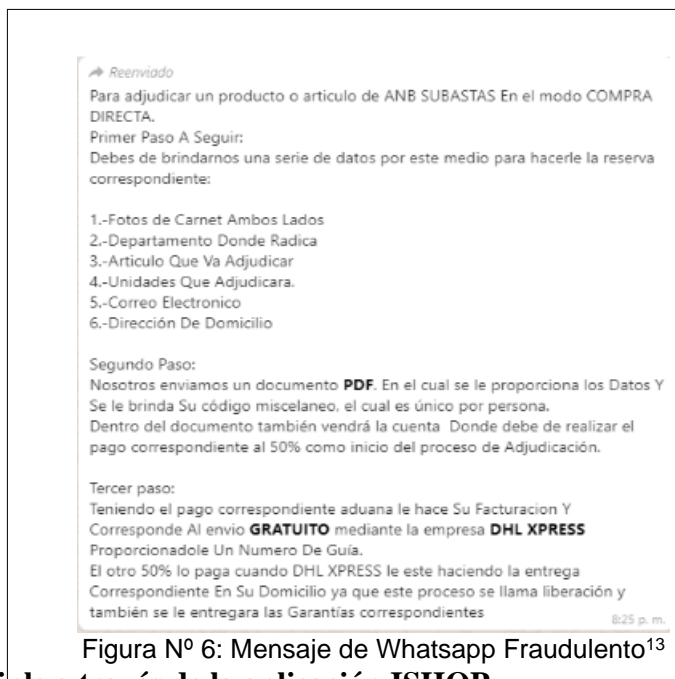 Reenviado
Para adjudicar un producto o articulo de ANB SUBASTAS En el modo COMPRA
DIRECTA.
Primer Paso A Seguir:
Debes de brindarnos una serie de datos por este medio para hacerle la reserva
correspondiente:
1.-Fotos de Carnet Ambos Lados
2.-Departamento Donde Radica
3.-Articulo Que Va Adjudicar
4.-Unidades Que Adjudicara.
5.-Correo Electronico
6.-Dirección De Domicilio
Segundo Paso:
Nosotros enviamos un documento PDF. En el cual se le proporciona los Datos Y
Se le brinda Su código miscelaneo, el cual es único por persona.
Dentro del documento también vendrá la cuenta Donde debe de realizar el
pago correspondiente al 50% como inicio del proceso de Adjudicación.
Tercer paso:
Teniendo el pago correspondiente aduana le hace Su Facturacion Y
Corresponde Al envio GRATUITO mediante la empresa DHL XPRESS
Proporcionadole Un Numero De Guía.
El otro 50% lo paga cuando DHL XPRESS le este haciendo la entrega
Correspondiente En Su Domicilio ya que este proceso se llama liberación y
también se le entregara las Garantías correspondientes
8:25 p. m.
Figura Nº 6: Mensaje de Whatsapp Fraudulento13